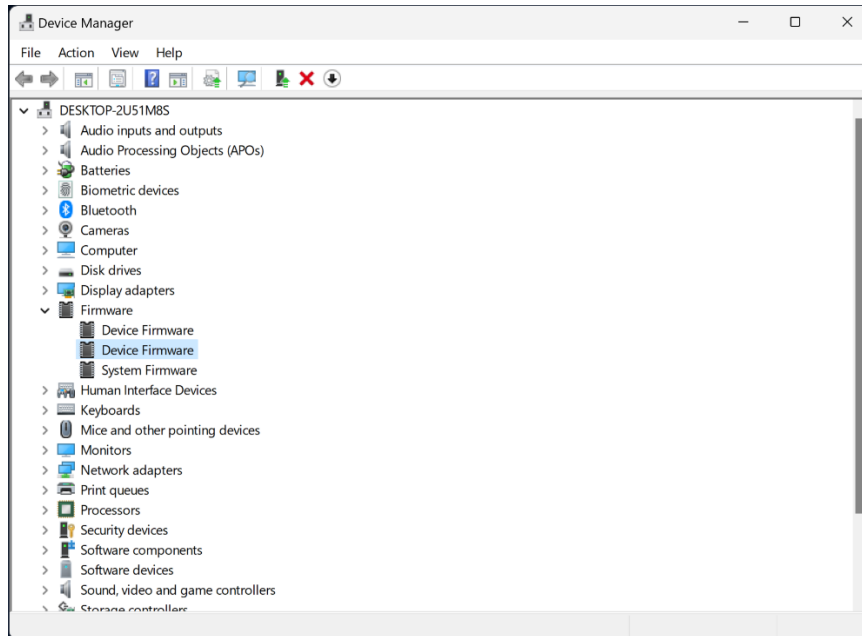 Device Manager
File Action View Help
DESKTOP-2U51M8S
Audio inputs and outputs
Audio Processing Objects (APOs)
Batteries
Biometric devices
Bluetooth
Cameras
Computer
Disk drives
Display adapters
Firmware
Device Firmware
Device Firmware
System Firmware
Human Interface Devices
Keyboards
Mice and other pointing devices
Monitors
Network adapters
Print queues
Processors
Security devices
Software components
Software devices
Sound, video and game controllers
Storage controllers